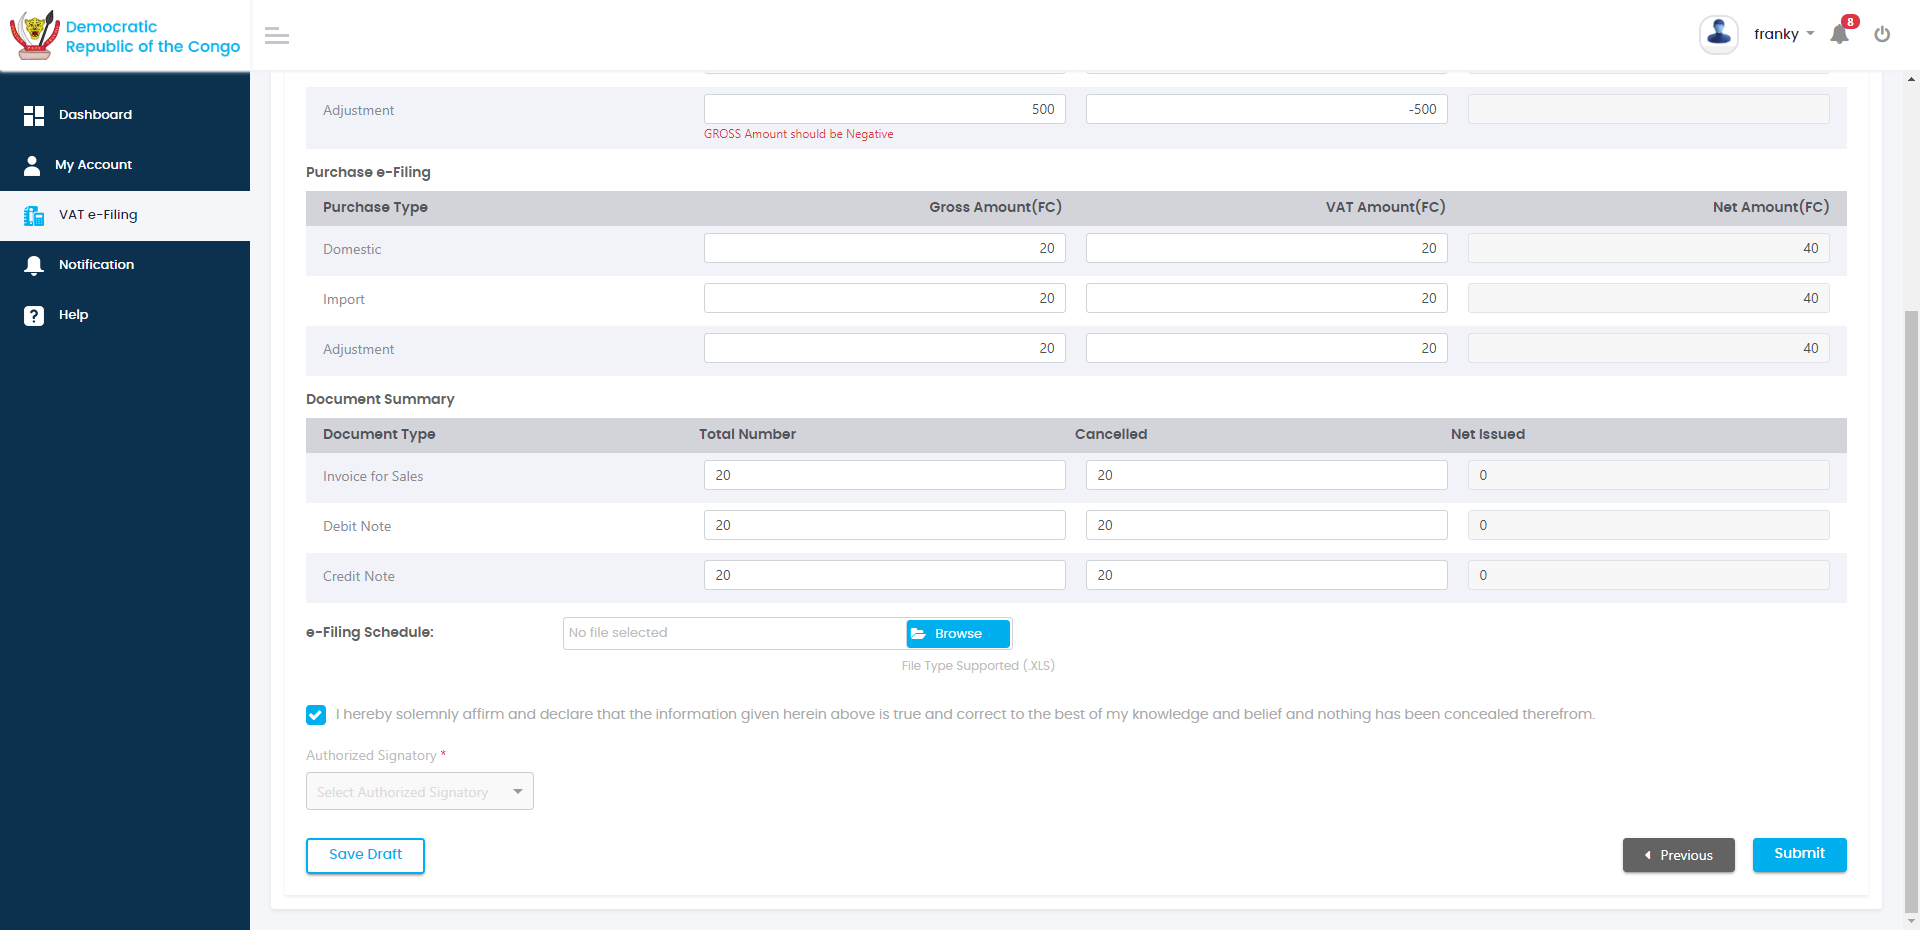 Democratic
Republic of the Congo
franky
8
Dashboard
My Account
VAT e-Filing
Notification
? Help
Adjustment 500 -500
GROSS Amount should be Negative
Purchase e-Filing
Purchase Type Gross Amount(FC) VAT Amount(FC) Net Amount(FC)
Domestic 20 20 40
Import 20 20 40
Adjustment 20 20 40
Document Summary
Document Type Total Number Cancelled Net Issued
Invoice for Sales 20 20 0
Debit Note 20 20 0
Credit Note 20 20 0
e-Filing Schedule: No file selected Browse
File Type Supported (.XLS)
I hereby solemnly affirm and declare that the information given herein above is true and correct to the best of my knowledge and belief and nothing has been concealed therefrom.
Authorized Signatory *
Select Authorized Signatory
Save Draft Previous Submit